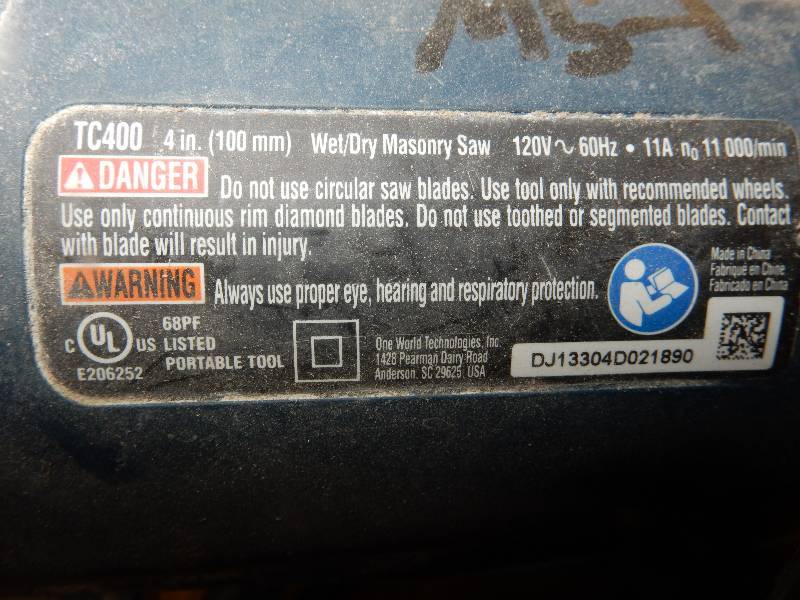 TC400 4 in. (100 mm) Wet/Dry Masonry Saw 120V ~ 60Hz • 11A n₀ 11 000/min
DANGER Do not use circular saw blades. Use tool only with recommended wheels.
Use only continuous rim diamond blades. Do not use toothed or segmented blades. Contact
with blade will result in injury.
WARNING Always use proper eye, hearing and respiratory protection.
Made in China
Fabriqué en Chine
Fabricado en China
C UL US
E206252
68PF
LISTED
PORTABLE TOOL
One World Technologies, Inc.
1428 Pearman Dairy Road
Anderson, SC 29625, USA
DJ13304D021890